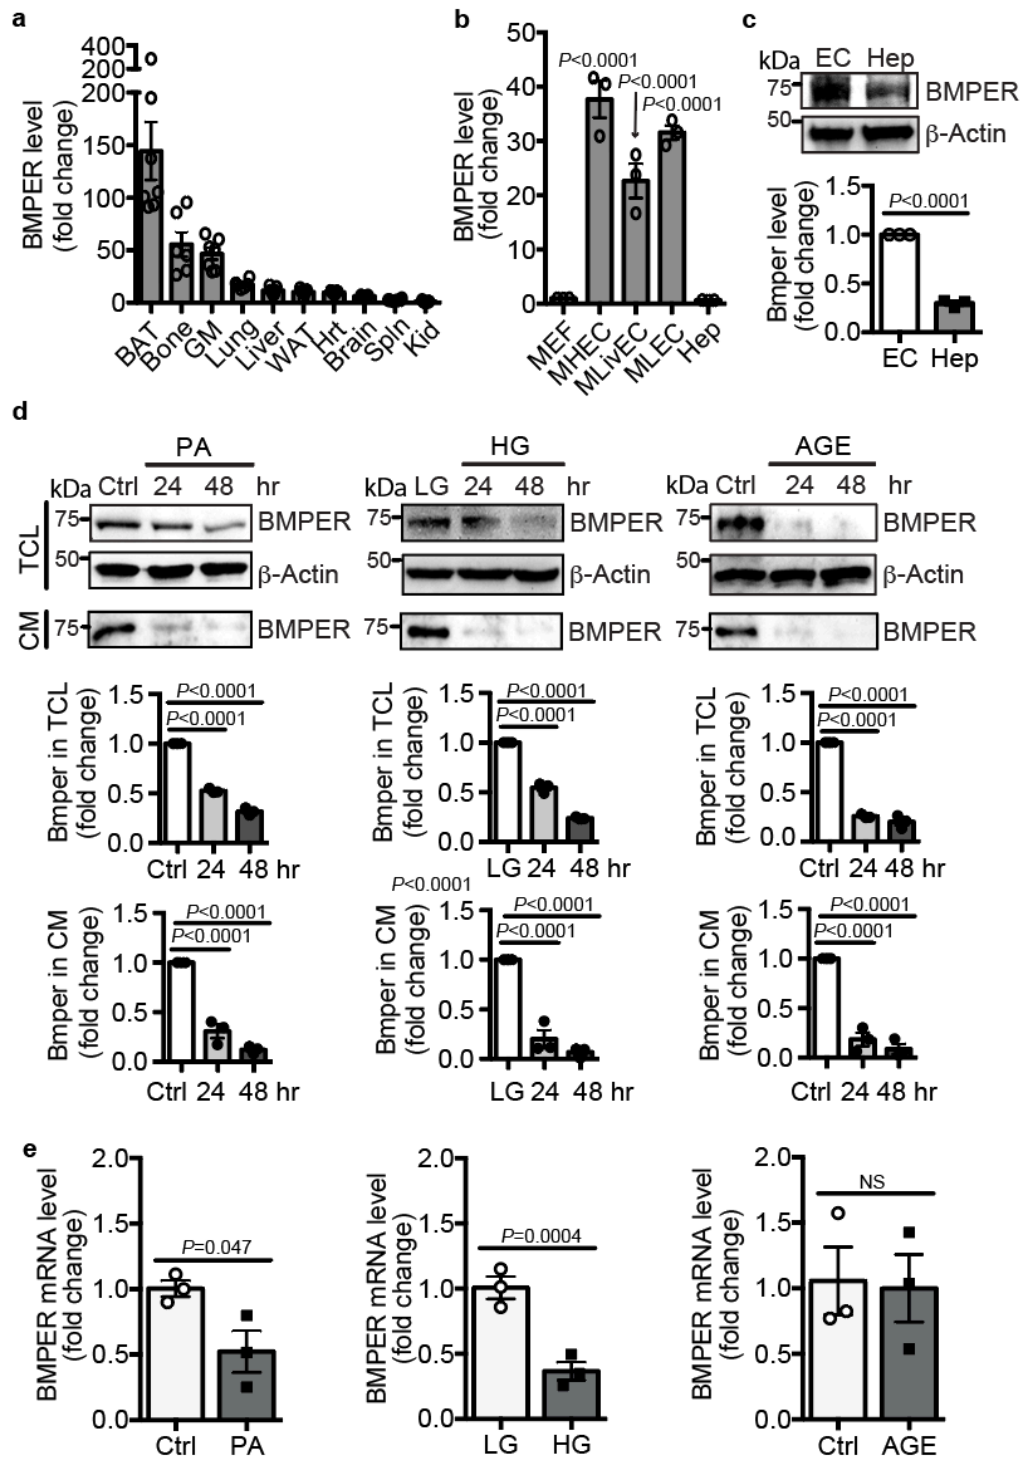 a
BMPER level
(fold change)
400
200
200
150
100
50
0
BAT
Bone
GM
Lung
Liver
WAT
Hrt
Brain
Spln
Kid
b
BMPER level
(fold change)
50
40
30
20
10
0
P<0.0001
P<0.0001
P<0.0001
MEF
MHEC
MLivEC
MLEC
Hep
c
kDa EC Hep
75 BMPER
50 β-Actin
Bmper level
(fold change)
1.5
1.0
0.5
0.0
P<0.0001
EC Hep
d
PA
kDa Ctrl 24 48 hr
TCL
75 BMPER
50 β-Actin
CM
75 BMPER
HG
kDa LG 24 48 hr
75 BMPER
50 β-Actin
75 BMPER
AGE
kDa Ctrl 24 48 hr
75 BMPER
50 β-Actin
75 BMPER
Bmper in TCL
(fold change)
1.5
1.0
0.5
0.0
P<0.0001
P<0.0001
Ctrl 24 48 hr
Bmper in TCL
(fold change)
1.5
1.0
0.5
0.0
P<0.0001
P<0.0001
LG 24 48 hr
Bmper in TCL
(fold change)
1.5
1.0
0.5
0.0
P<0.0001
P<0.0001
Ctrl 24 48 hr
Bmper in CM
(fold change)
1.5
1.0
0.5
0.0
P<0.0001
P<0.0001
Ctrl 24 48 hr
P<0.0001
Bmper in CM
(fold change)
1.5
1.0
0.5
0.0
P<0.0001
P<0.0001
LG 24 48 hr
Bmper in CM
(fold change)
1.5
1.0
0.5
0.0
P<0.0001
P<0.0001
Ctrl 24 48 hr
e
BMPER mRNA level
(fold change)
2.0
1.5
1.0
0.5
0.0
P=0.047
Ctrl PA
BMPER mRNA level
(fold change)
2.0
1.5
1.0
0.5
0.0
P=0.0004
LG HG
BMPER mRNA level
(fold change)
2.0
1.5
1.0
0.5
0.0
NS
Ctrl AGE